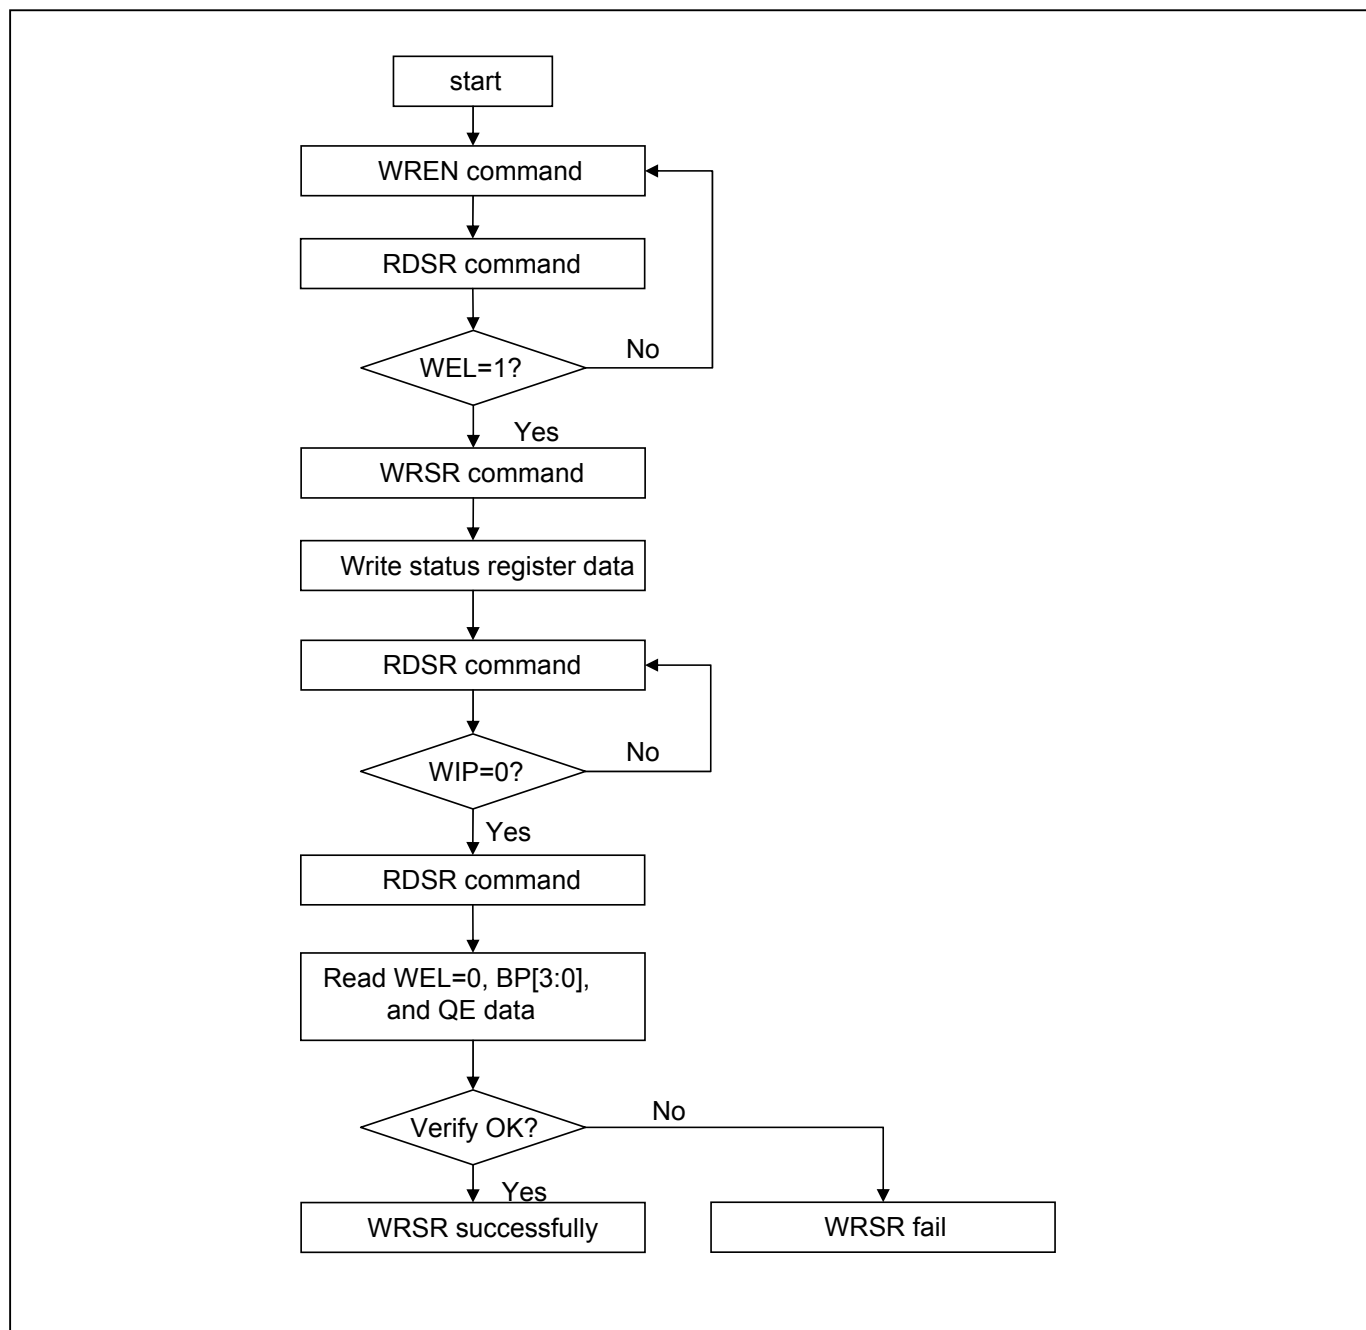 start
WREN command
RDSR command
WEL=1?
No
Yes
WRSR command
Write status register data
RDSR command
WIP=0?
No
Yes
RDSR command
Read WEL=0, BP[3:0],
and QE data
Verify OK?
No
Yes
WRSR successfully
WRSR fail